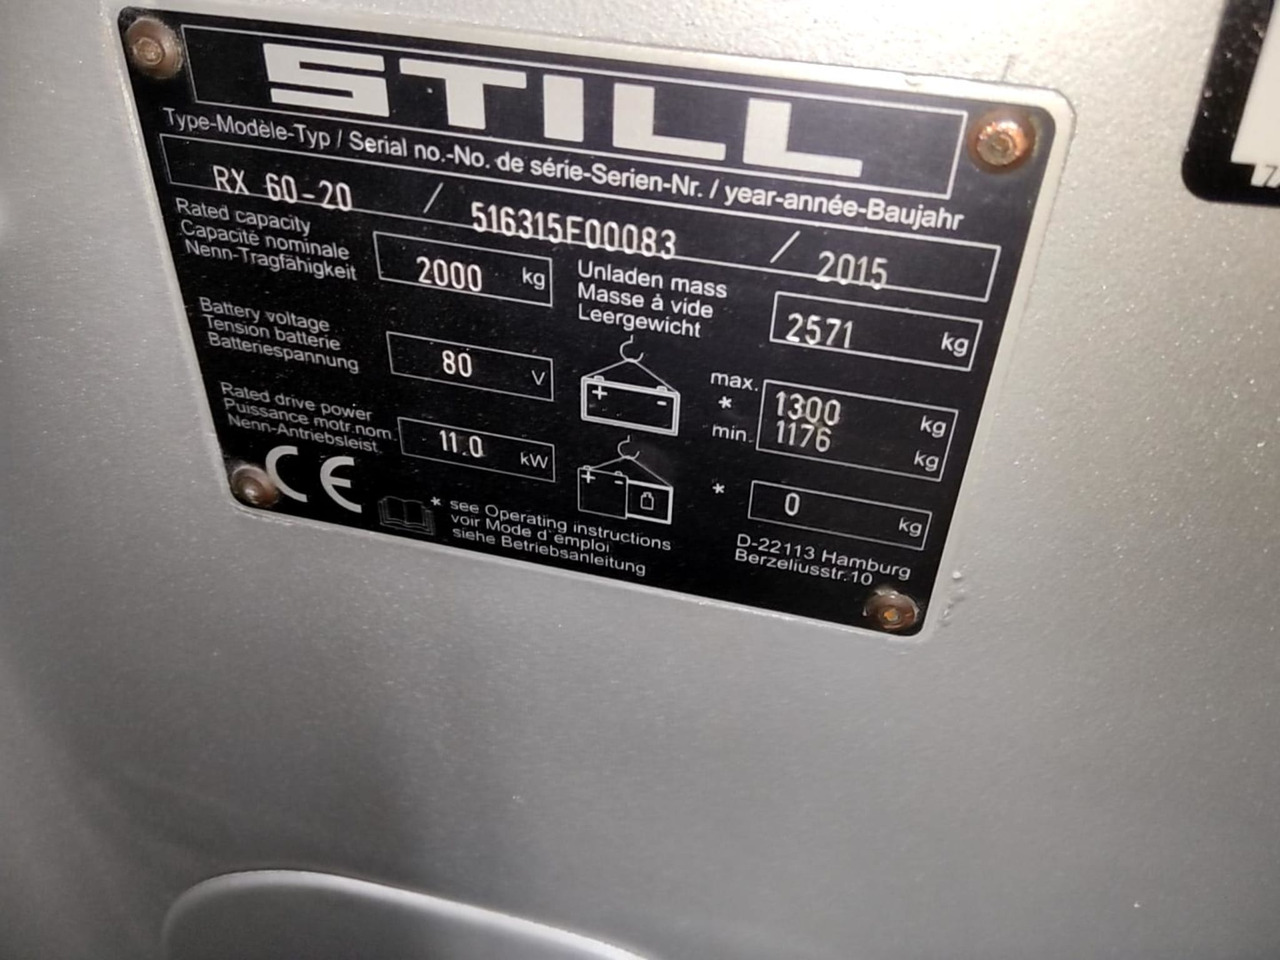 STILL
Type-Modèle-Typ / Serial no.-No. de série-Serien-Nr. / year-année-Baujahr
RX 60-20 / 516315F00083 / 2015
Rated capacity
Capacité nominale
Nenn-Tragfähigkeit
2000 kg
Unladen mass
Masse á vide
Leergewicht
2571 kg
Battery voltage
Tension batterie
Batteriespannung
80 V
+ -
max. 1300 kg
*
min. 1176 kg
Rated drive power
Puissance motr.nom.
Nenn-Antriebsleist.
11.0 kW
+ -
* 0 kg
CE
* see Operating instructions
voir Mode d'emploi
siehe Betriebsanleitung
D-22113 Hamburg
Berzeliusstr.10